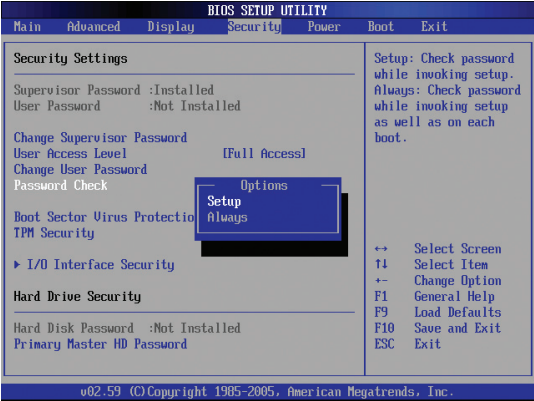 BIOS SETUP UTILITY
Main Advanced Display Security Power Boot Exit
Security Settings
Supervisor Password :Installed
User Password :Not Installed
Change Supervisor Password
User Access Level [Full Access]
Change User Password
Password Check
Boot Sector Virus Protectio
TPM Security
I/O Interface Security
Hard Drive Security
Hard Disk Password :Not Installed
Primary Master HD Password
Options
Setup
Always
Setup: Check password
while invoking setup.
Always: Check password
while invoking setup
as well as on each
boot.
↔ Select Screen
↑↓ Select Item
+- Change Option
F1 General Help
F9 Load Defaults
F10 Save and Exit
ESC Exit
v02.59 (C)Copyright 1985-2005, American Megatrends, Inc.